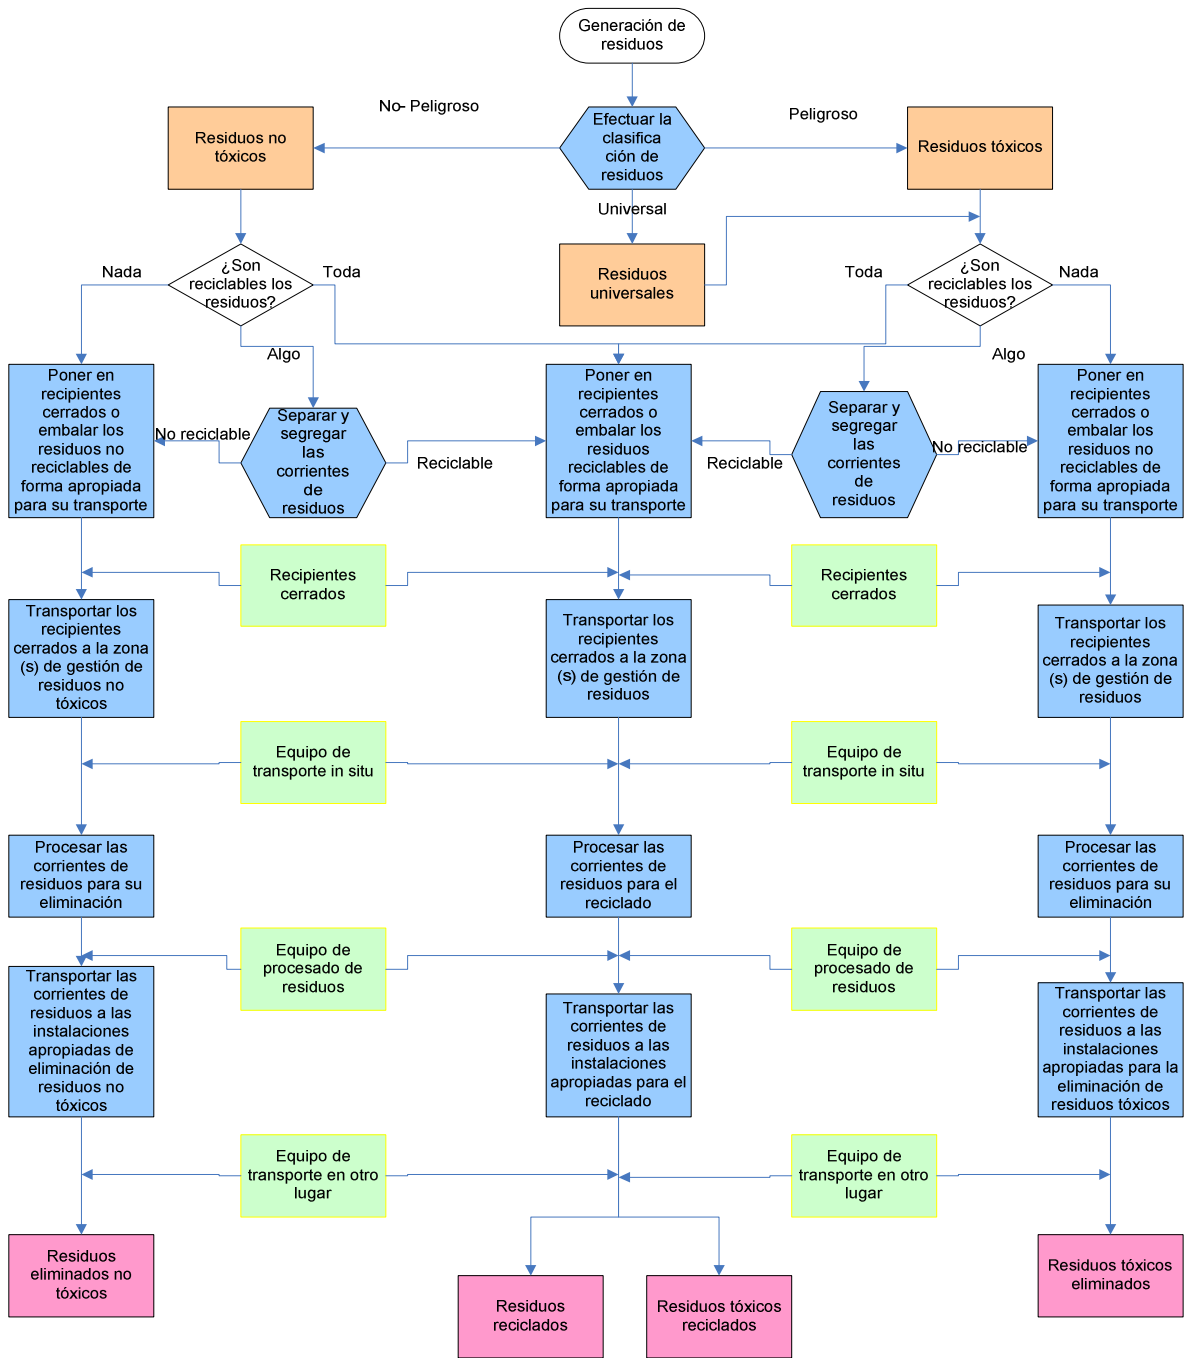 Generación de
residuos
No- Peligroso
Peligroso
Efectuar la
clasifica
ción de
residuos
Residuos no
tóxicos
Residuos tóxicos
Universal
Residuos
universales
¿Son
reciclables los
residuos?
Nada
Toda
Algo
¿Son
reciclables los
residuos?
Toda
Nada
Algo
Poner en
recipientes
cerrados o
embalar los
residuos no
reciclables de
forma apropiada
para su transporte
No reciclable
Separar y
segregar
las
corrientes
de
residuos
Reciclable
Poner en
recipientes
cerrados o
embalar los
residuos
reciclables de
forma apropiada
para su transporte
Reciclable
Separar y
segregar
las
corrientes
de
residuos
No reciclable
Poner en
recipientes
cerrados o
embalar los
residuos no
reciclables de
forma apropiada
para su transporte
Recipientes
cerrados
Recipientes
cerrados
Transportar los
recipientes
cerrados a la zona
(s) de gestión de
residuos no
tóxicos
Transportar los
recipientes
cerrados a la zona
(s) de gestión de
residuos
Transportar los
recipientes
cerrados a la zona
(s) de gestión de
residuos
Equipo de
transporte in situ
Equipo de
transporte in situ
Procesar las
corrientes de
residuos para su
eliminación
Procesar las
corrientes de
residuos para el
reciclado
Procesar las
corrientes de
residuos para su
eliminación
Equipo de
procesado de
residuos
Equipo de
procesado de
residuos
Transportar las
corrientes de
residuos a las
instalaciones
apropiadas de
eliminación de
residuos no
tóxicos
Transportar las
corrientes de
residuos a las
instalaciones
apropiadas para el
reciclado
Transportar las
corrientes de
residuos a las
instalaciones
apropiadas para la
eliminación de
residuos tóxicos
Equipo de
transporte en otro
lugar
Equipo de
transporte en otro
lugar
Residuos
eliminados no
tóxicos
Residuos
reciclados
Residuos tóxicos
reciclados
Residuos tóxicos
eliminados